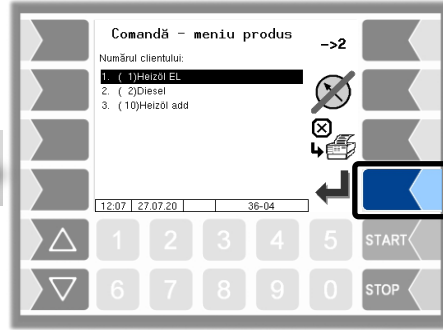 Comandă - meniu produs
->2
Numărul clientului:
1. ( 1)Heizöl EL
2. ( 2)Diesel
3. ( 10)Heizöl add
12:07 27.07.20 36-04
1 2 3 4 5 START
6 7 8 9 0 STOP